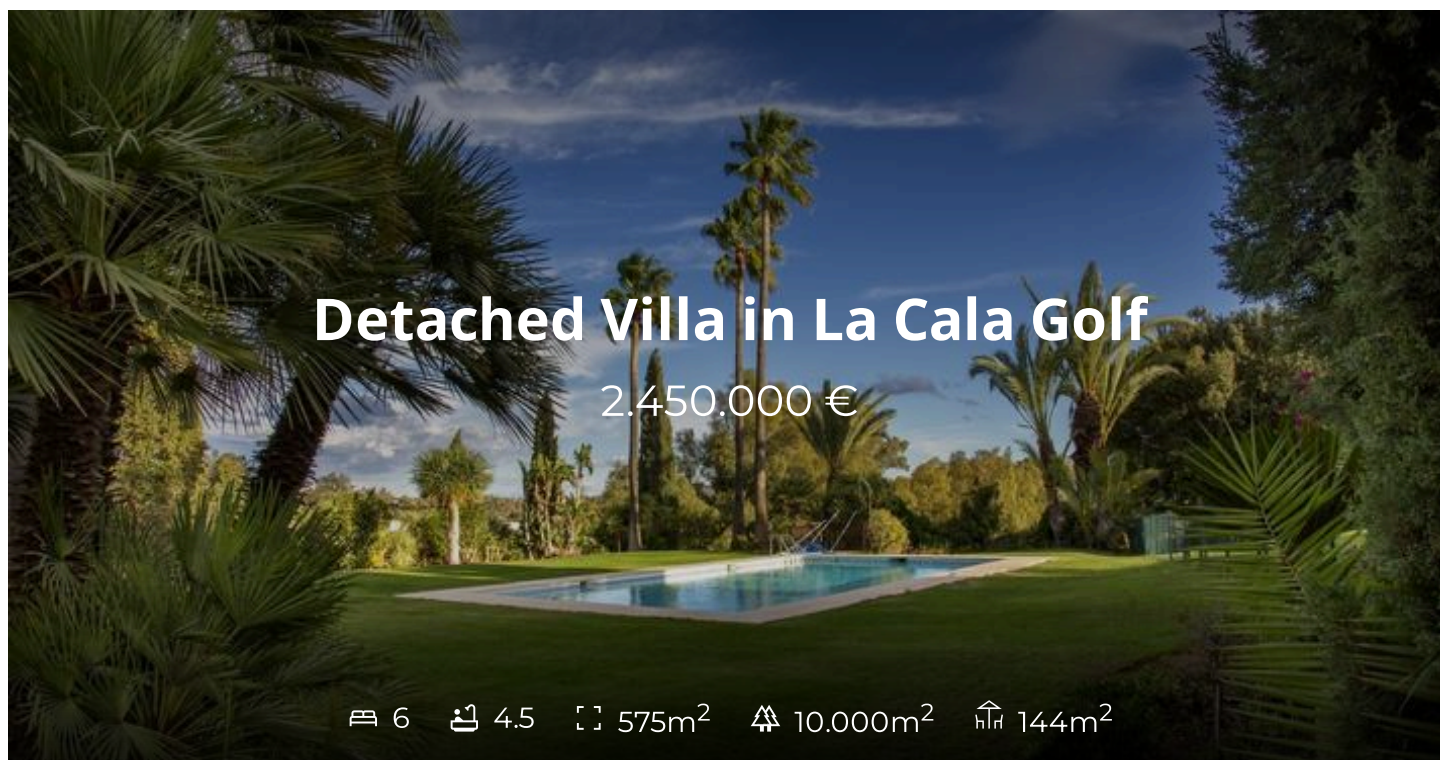 Detached Villa in La Cala Golf
2.450.000 €
6 4.5 575m² 10.000m² 144m²